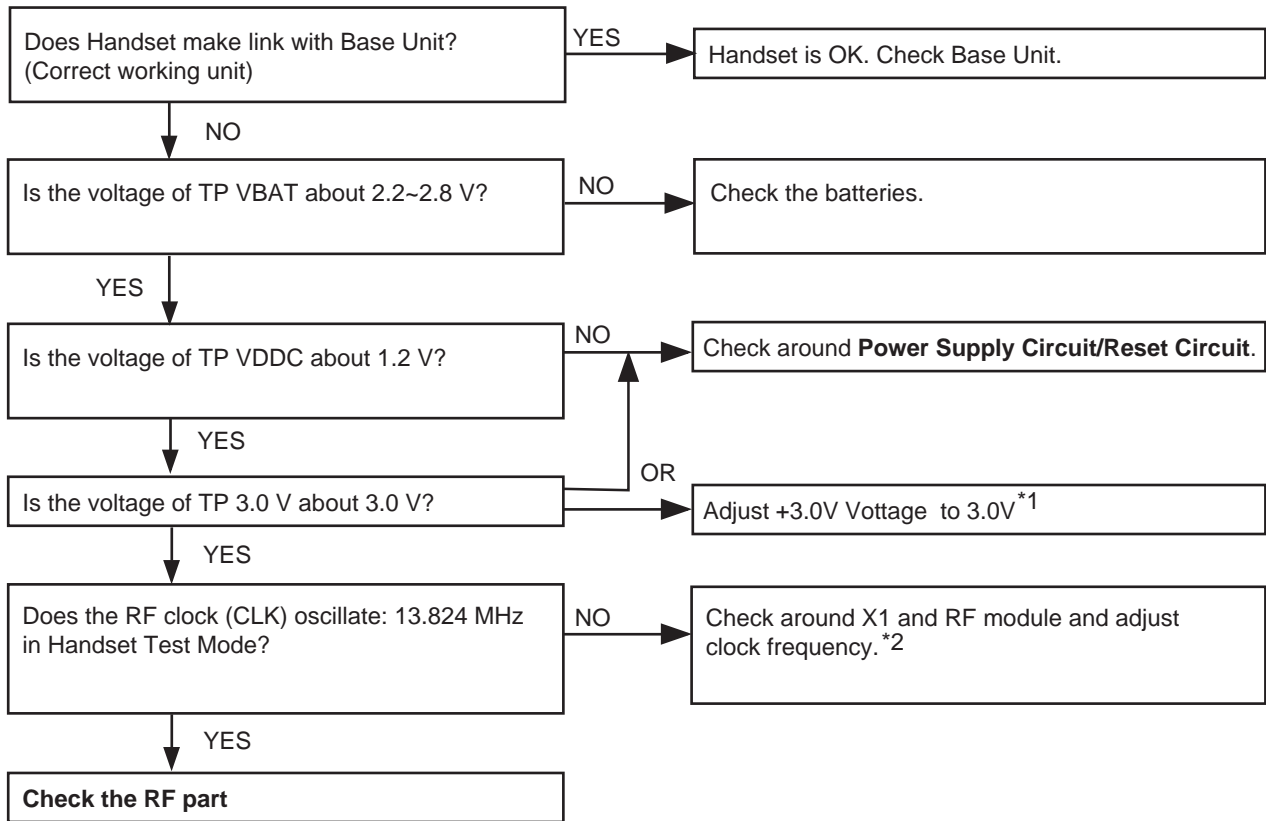 Does Handset make link with Base Unit?
(Correct working unit)
YES
Handset is OK. Check Base Unit.
NO
Is the voltage of TP VBAT about 2.2~2.8 V?
NO
Check the batteries.
YES
Is the voltage of TP VDDC about 1.2 V?
NO
Check around Power Supply Circuit/Reset Circuit.
YES
Is the voltage of TP 3.0 V about 3.0 V?
OR
Adjust +3.0V Vottage to 3.0V*1
YES
Does the RF clock (CLK) oscillate: 13.824 MHz
in Handset Test Mode?
NO
Check around X1 and RF module and adjust
clock frequency.*2
YES
Check the RF part